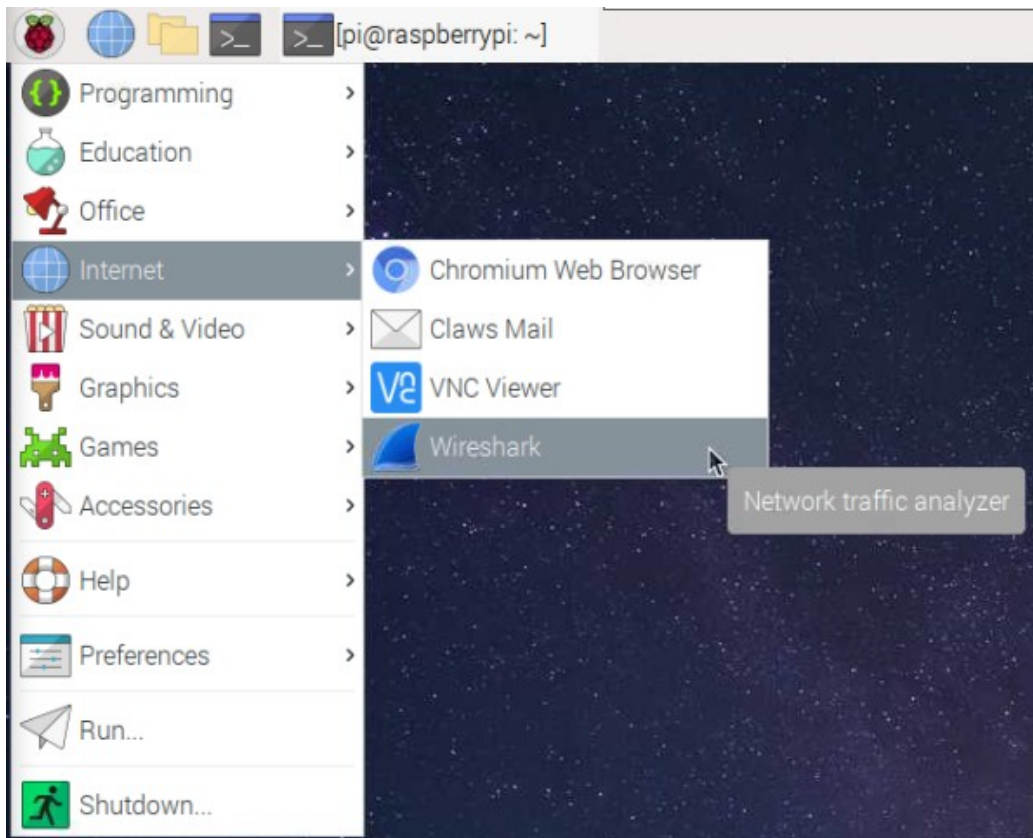 [pi@raspberrypi: ~]
Programming
Education
Office
Internet
Sound & Video
Graphics
Games
Accessories
Help
Preferences
Run...
Shutdown...
Chromium Web Browser
Claws Mail
VNC Viewer
Wireshark
Network traffic analyzer